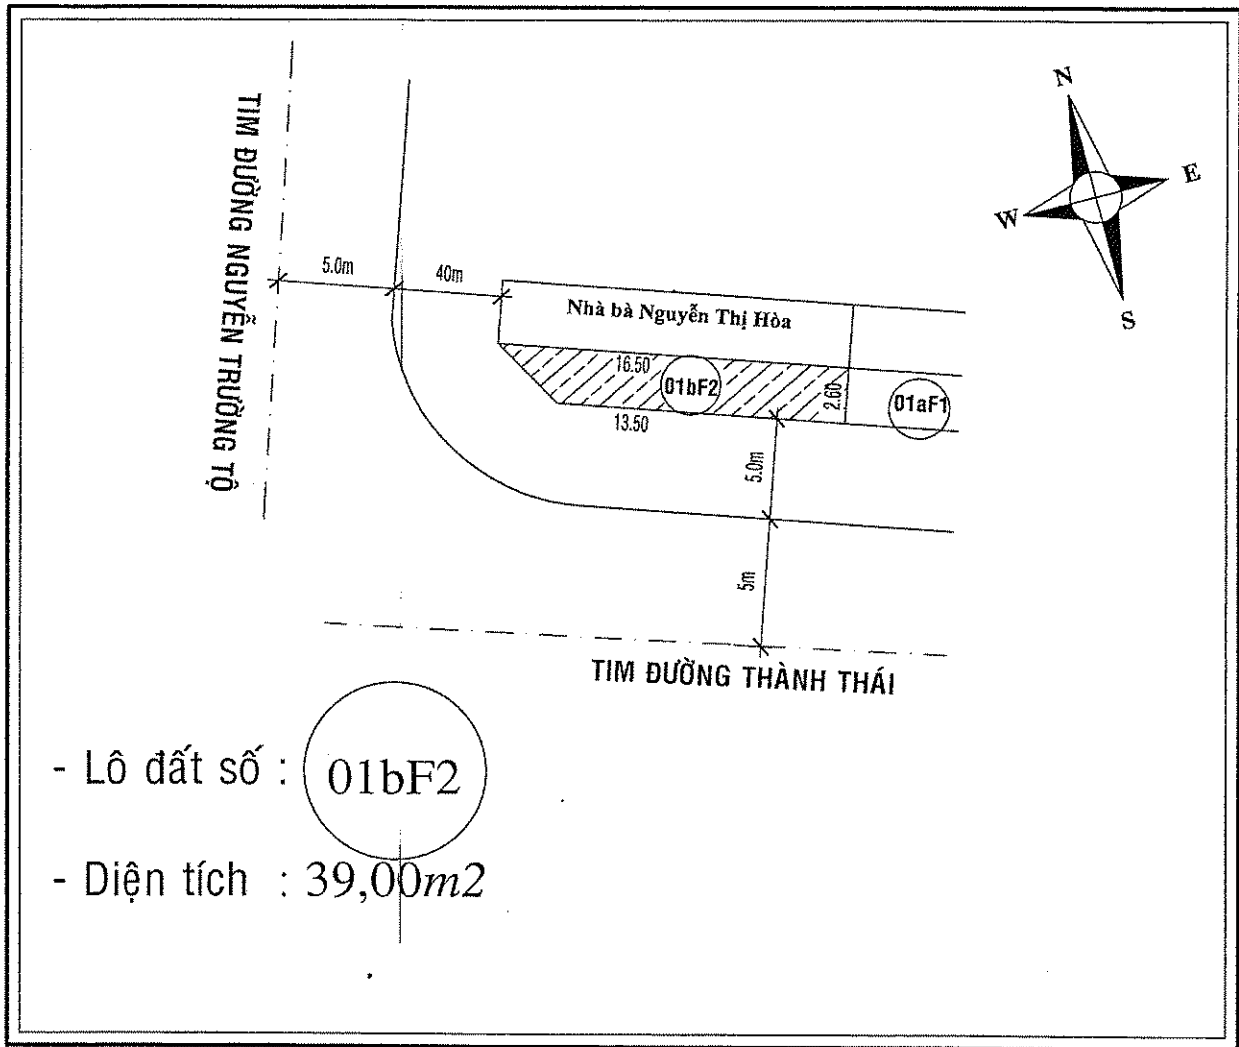 N
E
W
S
TIM ĐƯỜNG NGUYỄN TRƯỜNG TỘ
5.0m
40m
Nhà bà Nguyễn Thị Hòa
16.50
01bF2
2.60
01aF1
13.50
5.0m
5m
TIM ĐƯỜNG THÀNH THÁI
- Lô đất số : 01bF2
- Diện tích : 39,00m2